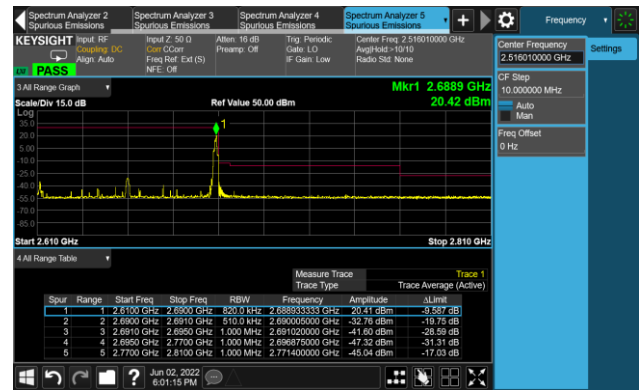 Spectrum Analyzer 2 Spectrum Analyzer 3 Spectrum Analyzer 4 Spectrum Analyzer 5 Frequency
Spurious Emissions Spurious Emissions Spurious Emissions Spurious Emissions
KEYSIGHT Input: RF Input Z: 50 Ω Atten: 16 dB Trig: Periodic Center Freq: 2.516010000 GHz
Coupling: DC Corr CCorr Preamp: Off Gate: LO Avg|Hold:>10/10
Align: Auto Freq Ref: Ext (S) IF Gain: Low Radio Std: None
NFE: Off
PASS
Center Frequency
2.516010000 GHz
Settings
CF Step
10.000000 MHz
Auto
Man
Freq Offset
0 Hz
3 All Range Graph Mkr1 2.6889 GHz
Scale/Div 15.0 dB Ref Value 50.00 dBm 20.42 dBm
Log
35.0
20.0
5.00
-10.0
-25.0
-40.0
-55.0
-70.0
-85.0
1
Start 2.610 GHz Stop 2.810 GHz
4 All Range Table
Measure Trace Trace 1
Trace Type Trace Average (Active)
Spur Range Start Freq Stop Freq RBW Frequency Amplitude ΔLimit
1 1 2.6100 GHz 2.6900 GHz 820.0 kHz 2.688933333 GHz 20.41 dBm -9.587 dB
2 2 2.6900 GHz 2.6910 GHz 510.0 kHz 2.690005000 GHz -32.76 dBm -19.75 dB
3 3 2.6910 GHz 2.6950 GHz 1.000 MHz 2.691020000 GHz -41.60 dBm -28.59 dB
4 4 2.6950 GHz 2.7700 GHz 1.000 MHz 2.696875000 GHz -47.32 dBm -31.31 dB
5 5 2.7700 GHz 2.8100 GHz 1.000 MHz 2.771400000 GHz -45.04 dBm -17.03 dB
Jun 02, 2022
6:01:15 PM